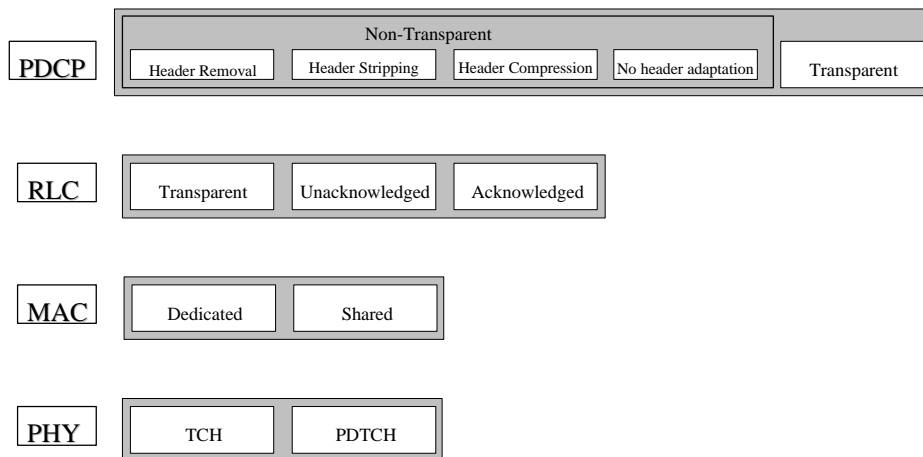 Non-Transparent
PDCP
Header Removal
Header Stripping
Header Compression
No header adaptation
Transparent
RLC
Transparent
Unacknowledged
Acknowledged
MAC
Dedicated
Shared
PHY
TCH
PDTCH